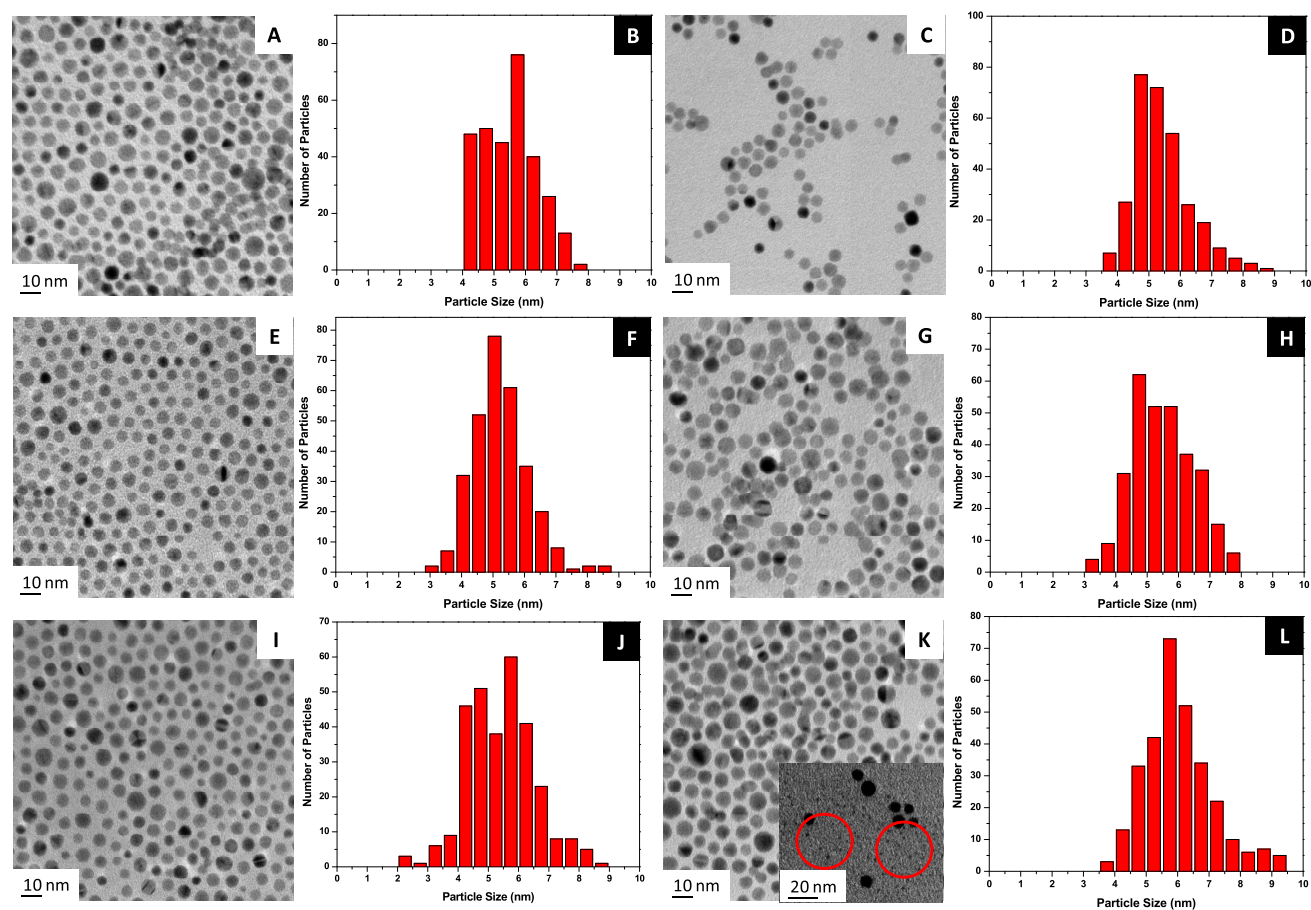 A
10 nm
B
Number of Particles
80
60
40
20
0
0 1 2 3 4 5 6 7 8 9 10
Particle Size (nm)
C
10 nm
D
Number of Particles
100
80
60
40
20
0
0 1 2 3 4 5 6 7 8 9 10
Particle Size (nm)
E
10 nm
F
Number of Particles
80
70
60
50
40
30
20
10
0
0 1 2 3 4 5 6 7 8 9 10
Particle Size (nm)
G
10 nm
H
Number of Particles
80
70
60
50
40
30
20
10
0
0 1 2 3 4 5 6 7 8 9 10
Particle Size (nm)
I
10 nm
J
Number of Particles
70
60
50
40
30
20
10
0
0 1 2 3 4 5 6 7 8 9 10
Particle Size (nm)
K
10 nm
20 nm
L
Number of Particles
80
70
60
50
40
30
20
10
0
0 1 2 3 4 5 6 7 8 9 10
Particle Size (nm)